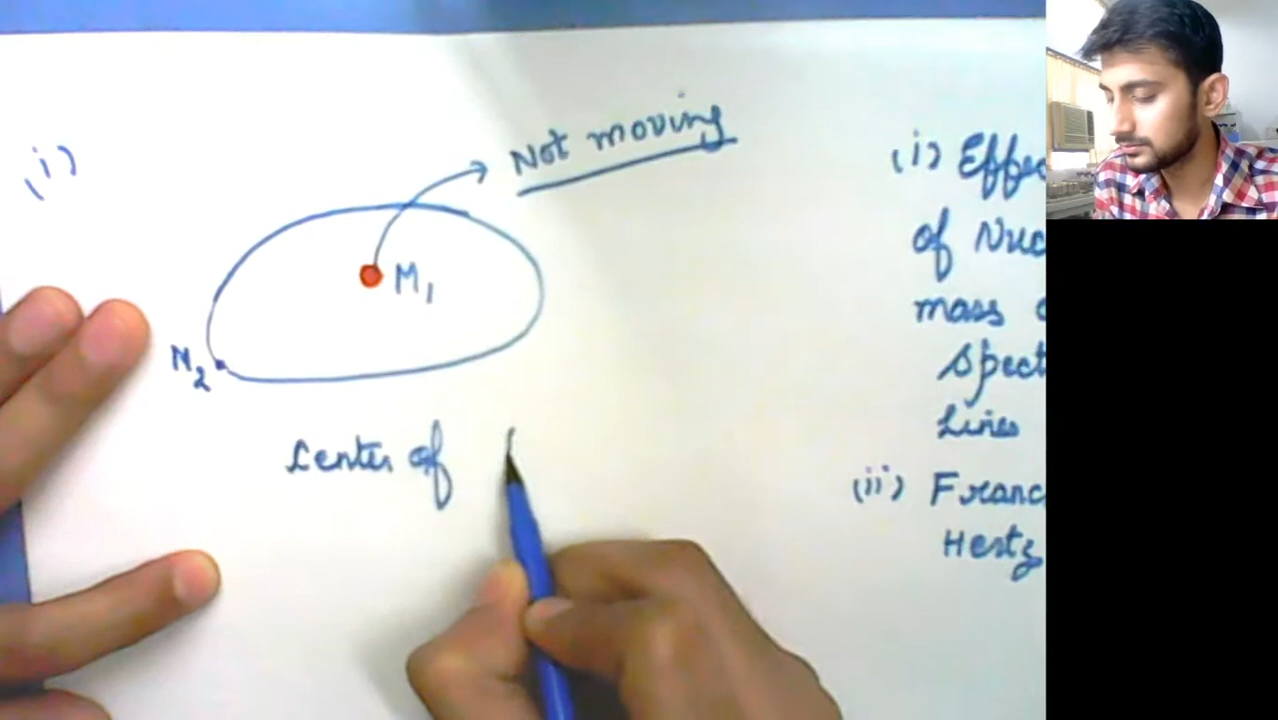 (i)
Not moving
M1
M2
Center of
(i) Effec
of Nuc
mass o
spect
Lines
(ii) Franc
Hertz